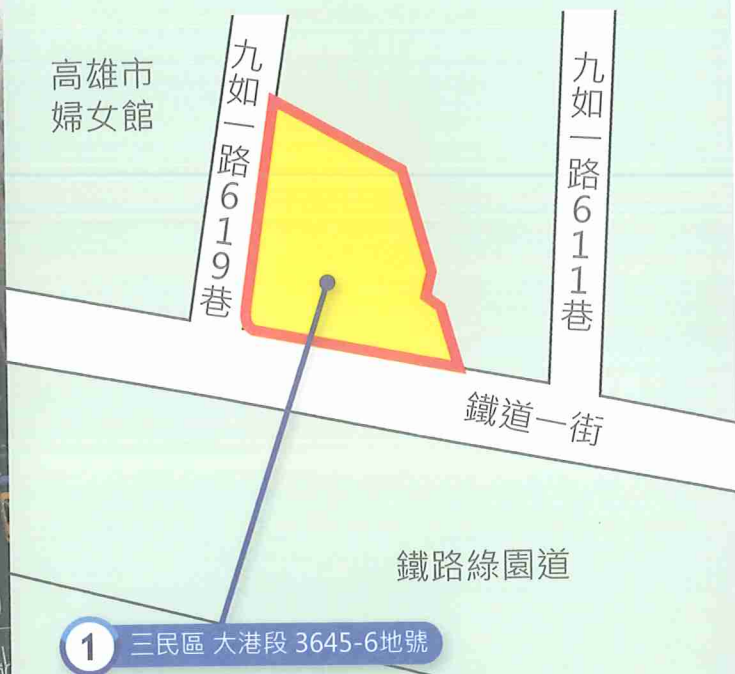 高雄市
婦女館
九如一路619巷
九如一路611巷
鐵道一街
鐵路綠園道
1 三民區 大港段 3645-6地號